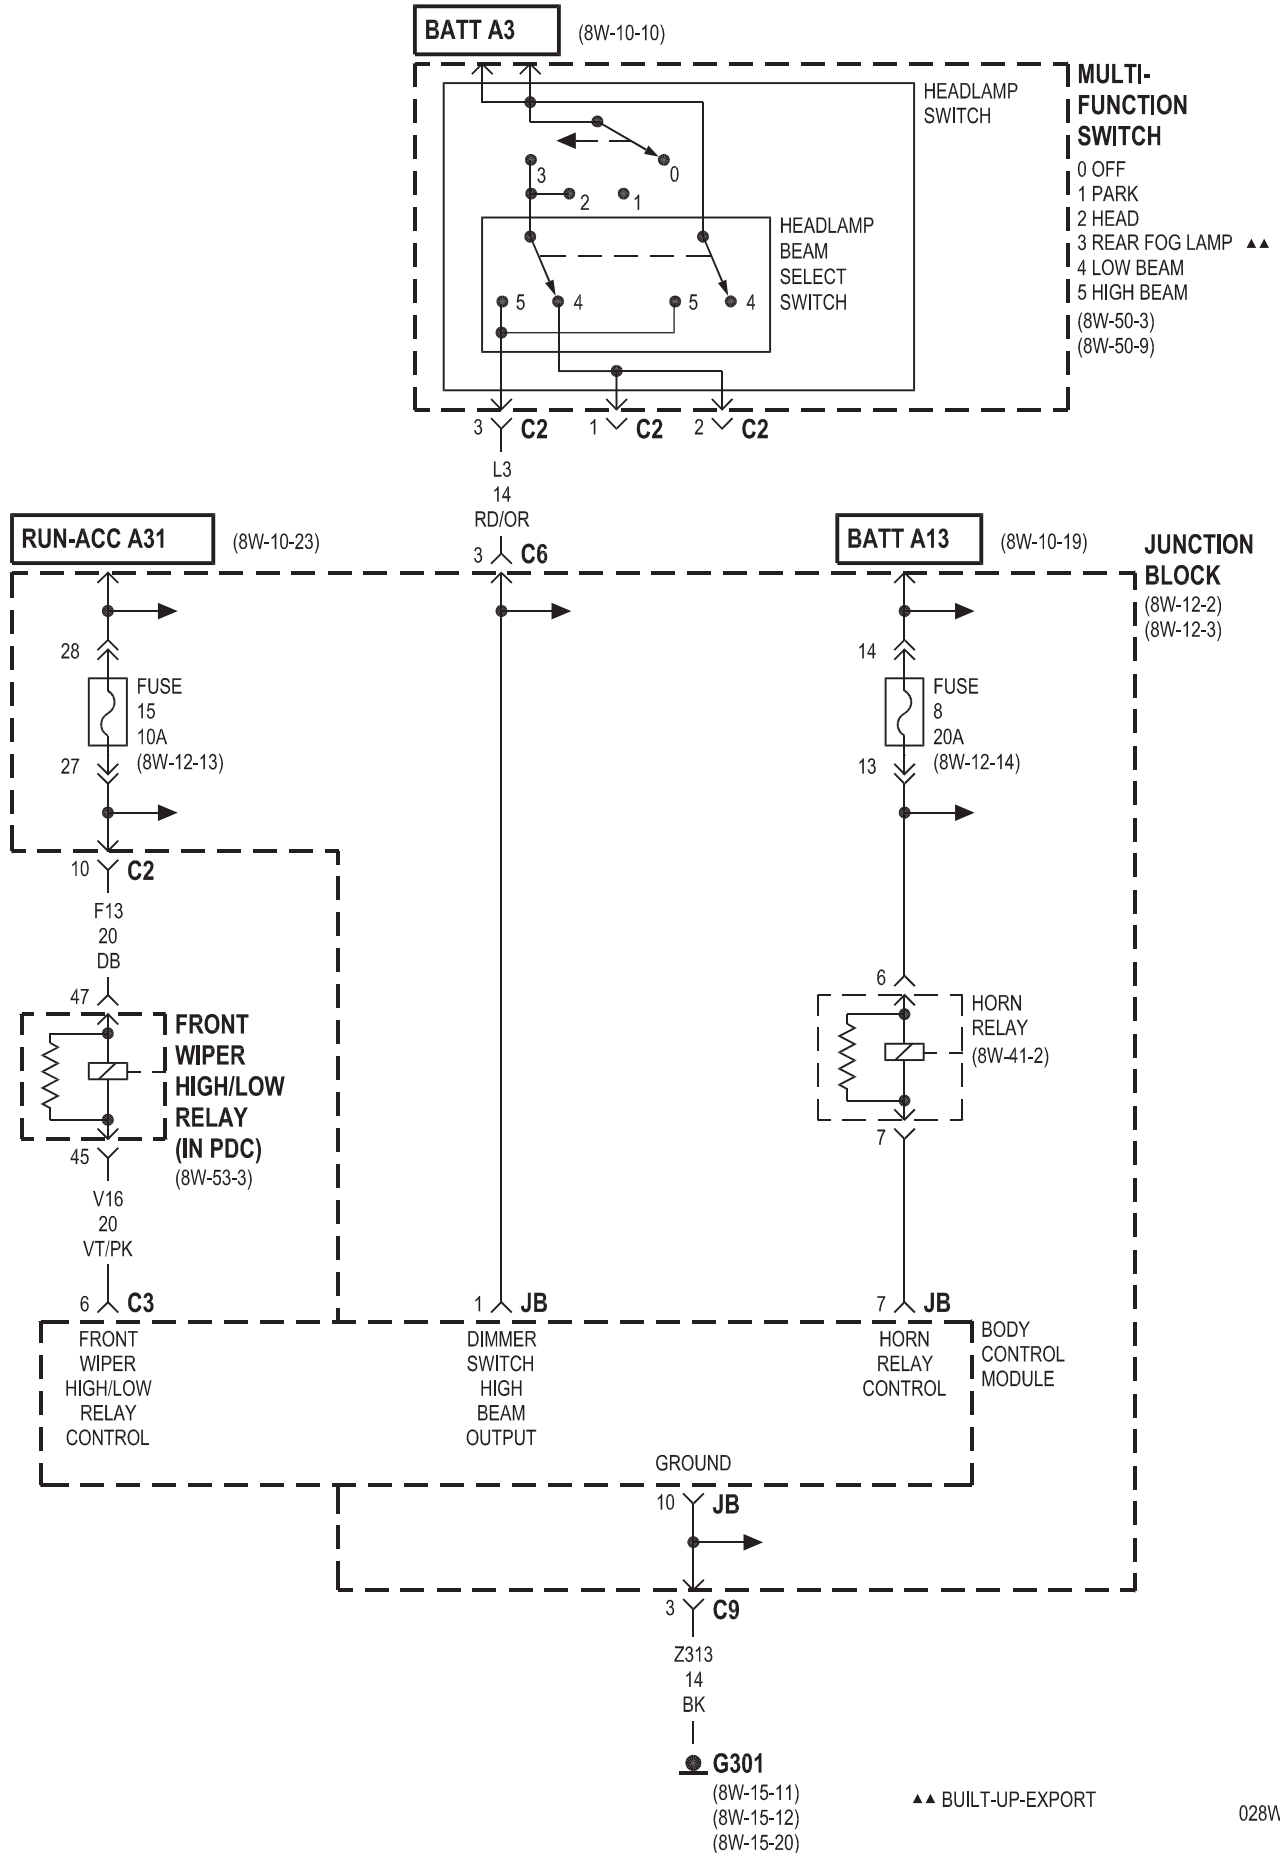 BATT A3 (8W-10-10)
MULTI-
FUNCTION
SWITCH
0 OFF
1 PARK
2 HEAD
3 REAR FOG LAMP ▲▲
4 LOW BEAM
5 HIGH BEAM
(8W-50-3)
(8W-50-9)
HEADLAMP
SWITCH
0
3
2
1
HEADLAMP
BEAM
SELECT
SWITCH
5
4
5
4
3 C2
1 C2
2 C2
L3
14
RD/OR
3 C6
RUN-ACC A31 (8W-10-23)
BATT A13 (8W-10-19)
JUNCTION
BLOCK
(8W-12-2)
(8W-12-3)
28
FUSE
15
10A
(8W-12-13)
27
14
FUSE
8
20A
(8W-12-14)
13
10 C2
F13
20
DB
47
FRONT
WIPER
HIGH/LOW
RELAY
(IN PDC)
(8W-53-3)
45
V16
20
VT/PK
6 C3
6
HORN
RELAY
(8W-41-2)
7
1 JB
7 JB
FRONT
WIPER
HIGH/LOW
RELAY
CONTROL
DIMMER
SWITCH
HIGH
BEAM
OUTPUT
HORN
RELAY
CONTROL
BODY
CONTROL
MODULE
GROUND
10 JB
3 C9
Z313
14
BK
G301
(8W-15-11)
(8W-15-12)
(8W-15-20)
▲▲ BUILT-UP-EXPORT
028W